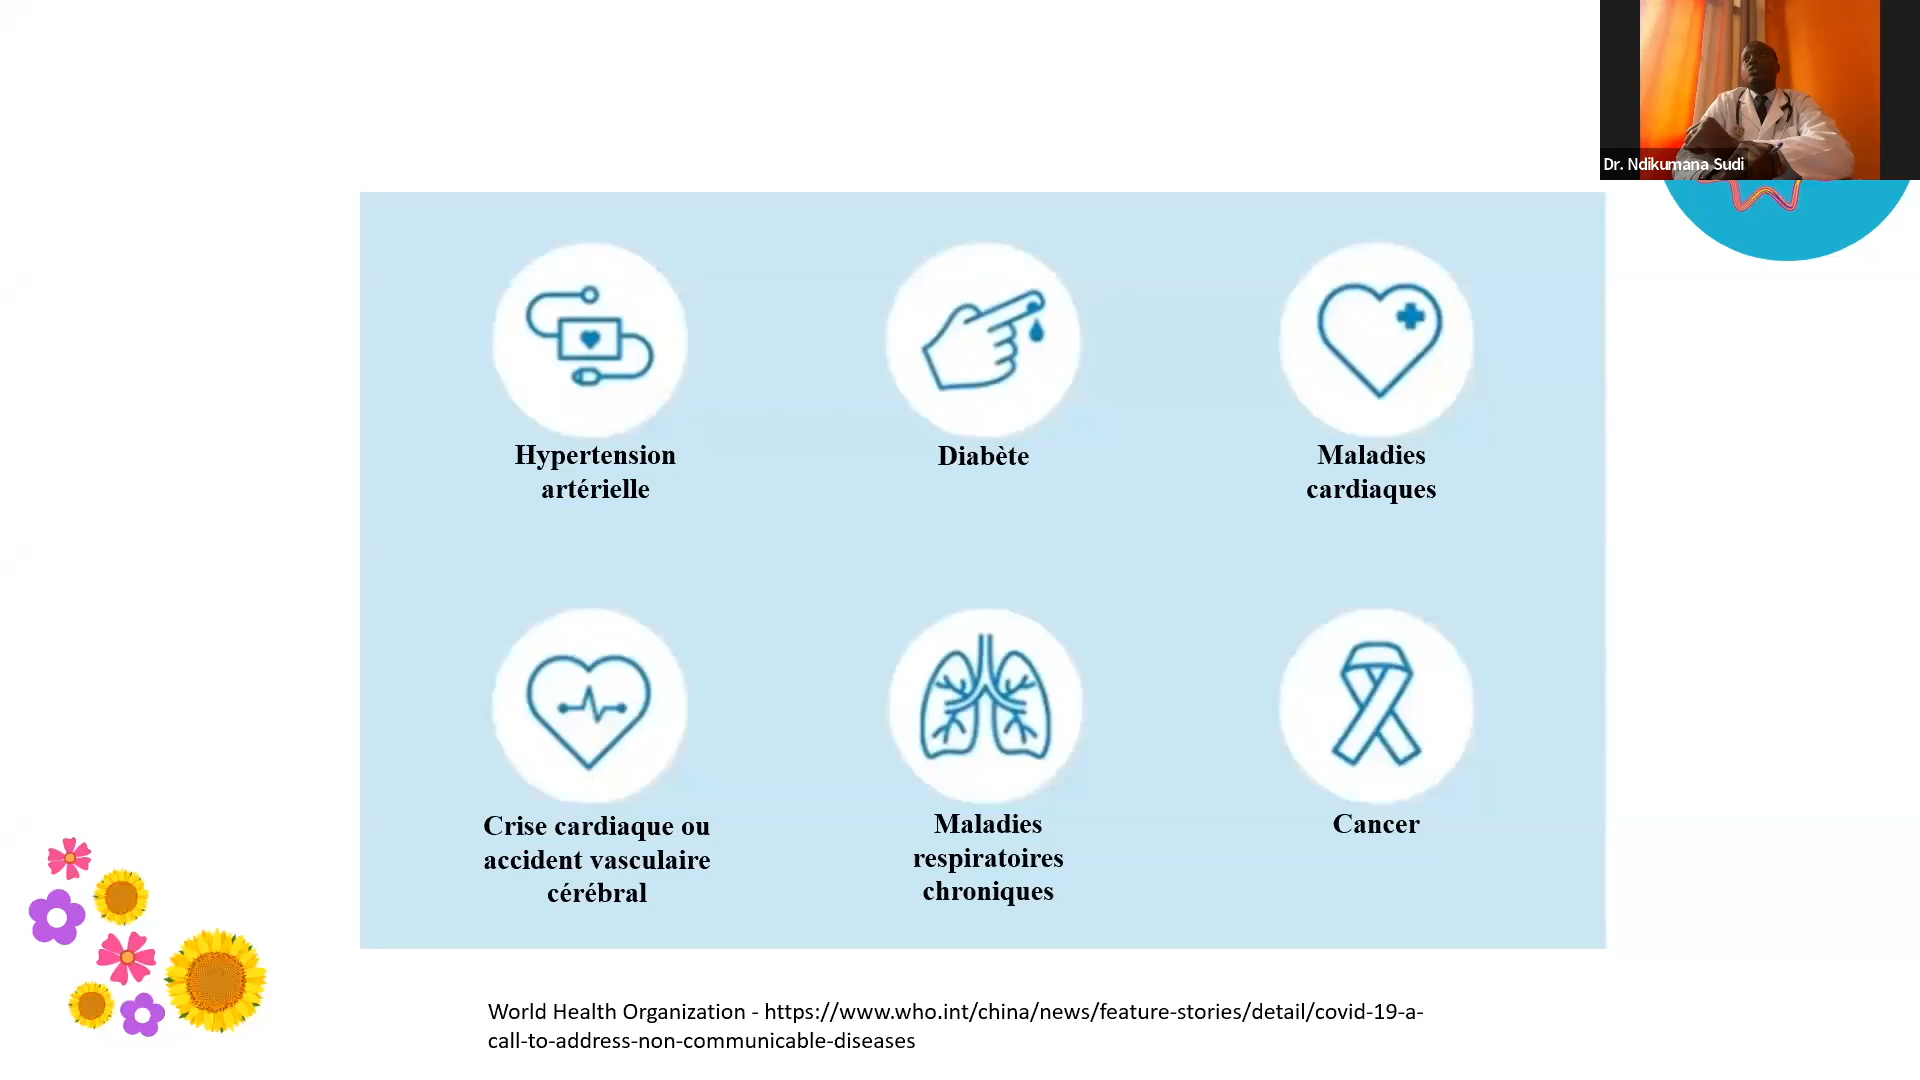 Dr. Ndikumana Sudi
Hypertension
artérielle
Diabète
Maladies
cardiaques
Crise cardiaque ou
accident vasculaire
cérébral
Maladies
respiratoires
chroniques
Cancer
World Health Organization - https://www.who.int/china/news/feature-stories/detail/covid-19-a-
call-to-address-non-communicable-diseases